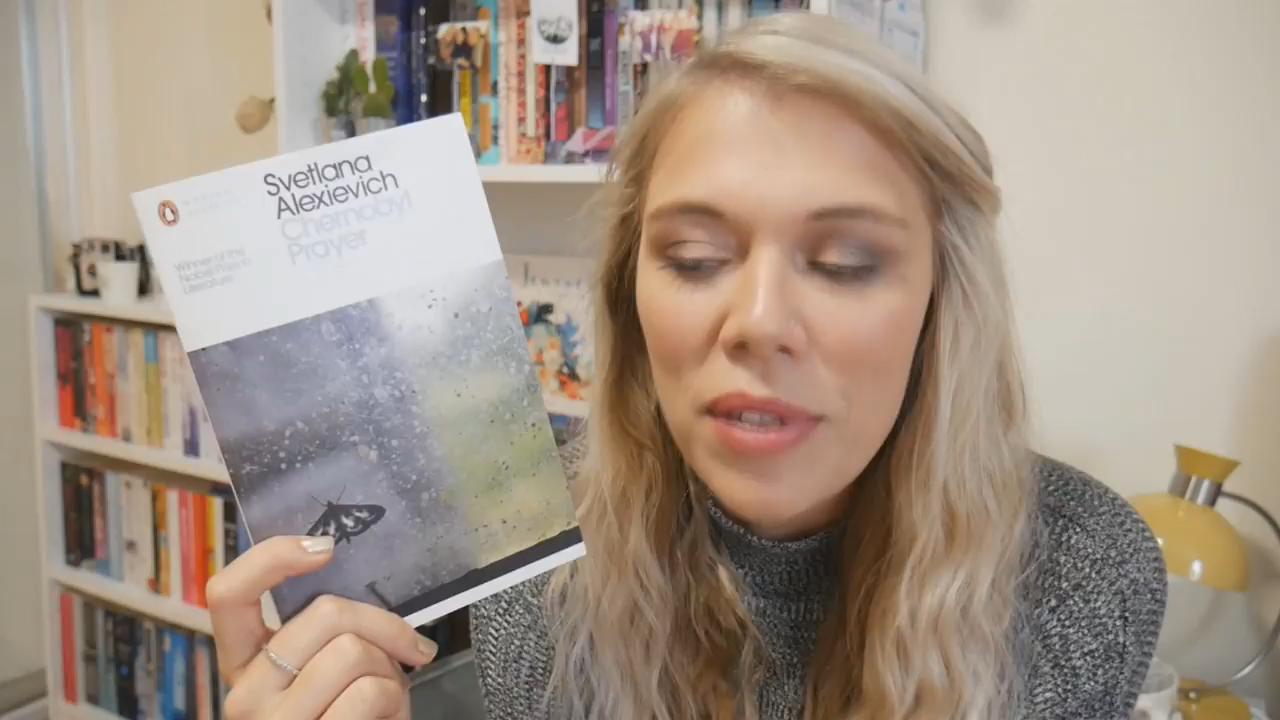 Svetlana
Alexievich
Chernobyl
Prayer
Winner of the
Nobel Prize in
Literature